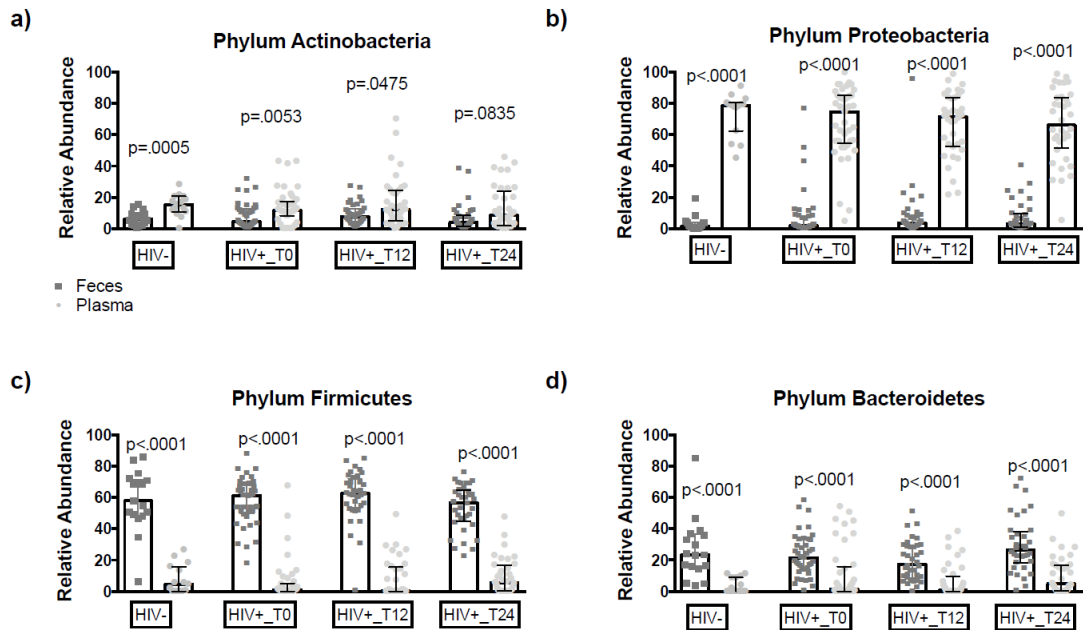 a)
Phylum Actinobacteria
Relative Abundance
100
80
60
40
20
0
p=.0005
p=.0053
p=.0475
p=.0835
HIV-
HIV+_T0
HIV+_T12
HIV+_T24
Feces
Plasma
b)
Phylum Proteobacteria
Relative Abundance
100
80
60
40
20
0
p<.0001
p<.0001
p<.0001
p<.0001
HIV-
HIV+_T0
HIV+_T12
HIV+_T24
c)
Phylum Firmicutes
Relative Abundance
100
80
60
40
20
0
p<.0001
p<.0001
p<.0001
p<.0001
HIV-
HIV+_T0
HIV+_T12
HIV+_T24
d)
Phylum Bacteroidetes
Relative Abundance
100
80
60
40
20
0
p<.0001
p<.0001
p<.0001
p<.0001
HIV-
HIV+_T0
HIV+_T12
HIV+_T24